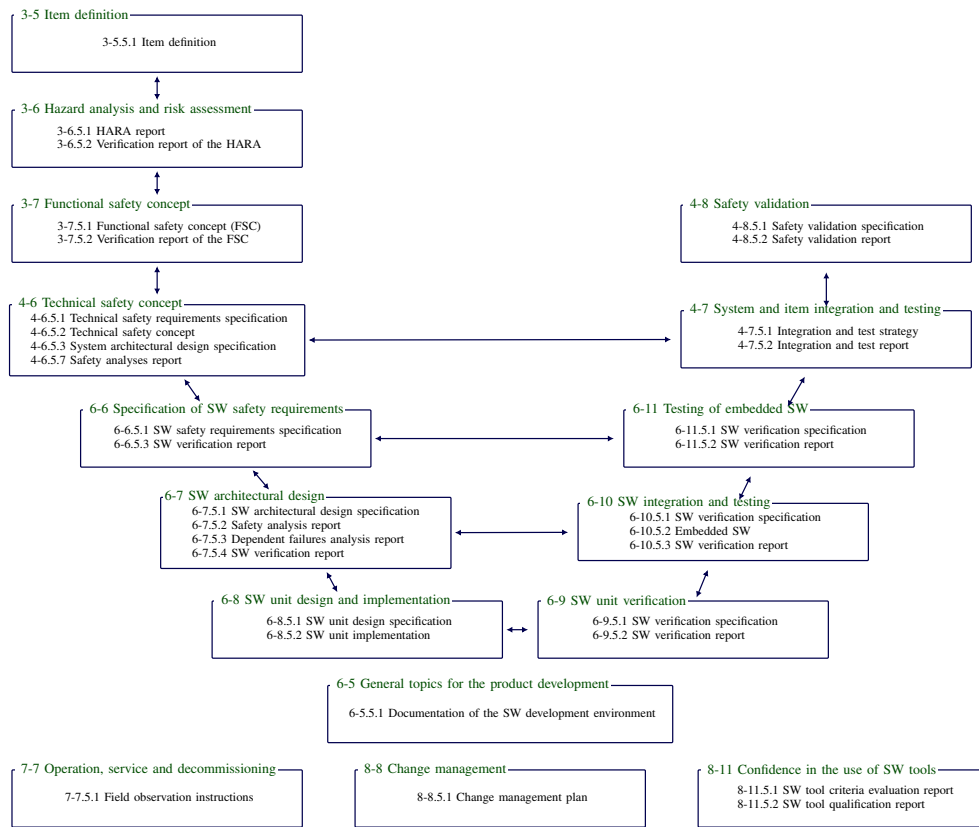 3-5 Item definition
3-5.5.1 Item definition
3-6 Hazard analysis and risk assessment
3-6.5.1 HARA report
3-6.5.2 Verification report of the HARA
3-7 Functional safety concept
3-7.5.1 Functional safety concept (FSC)
3-7.5.2 Verification report of the FSC
4-8 Safety validation
4-8.5.1 Safety validation specification
4-8.5.2 Safety validation report
4-6 Technical safety concept
4-6.5.1 Technical safety requirements specification
4-6.5.2 Technical safety concept
4-6.5.3 System architectural design specification
4-6.5.7 Safety analyses report
4-7 System and item integration and testing
4-7.5.1 Integration and test strategy
4-7.5.2 Integration and test report
6-6 Specification of SW safety requirements
6-6.5.1 SW safety requirements specification
6-6.5.3 SW verification report
6-11 Testing of embedded SW
6-11.5.1 SW verification specification
6-11.5.2 SW verification report
6-7 SW architectural design
6-7.5.1 SW architectural design specification
6-7.5.2 Safety analysis report
6-7.5.3 Dependent failures analysis report
6-7.5.4 SW verification report
6-10 SW integration and testing
6-10.5.1 SW verification specification
6-10.5.2 Embedded SW
6-10.5.3 SW verification report
6-8 SW unit design and implementation
6-8.5.1 SW unit design specification
6-8.5.2 SW unit implementation
6-9 SW unit verification
6-9.5.1 SW verification specification
6-9.5.2 SW verification report
6-5 General topics for the product development
6-5.5.1 Documentation of the SW development environment
7-7 Operation, service and decommissioning
7-7.5.1 Field observation instructions
8-8 Change management
8-8.5.1 Change management plan
8-11 Confidence in the use of SW tools
8-11.5.1 SW tool criteria evaluation report
8-11.5.2 SW tool qualification report